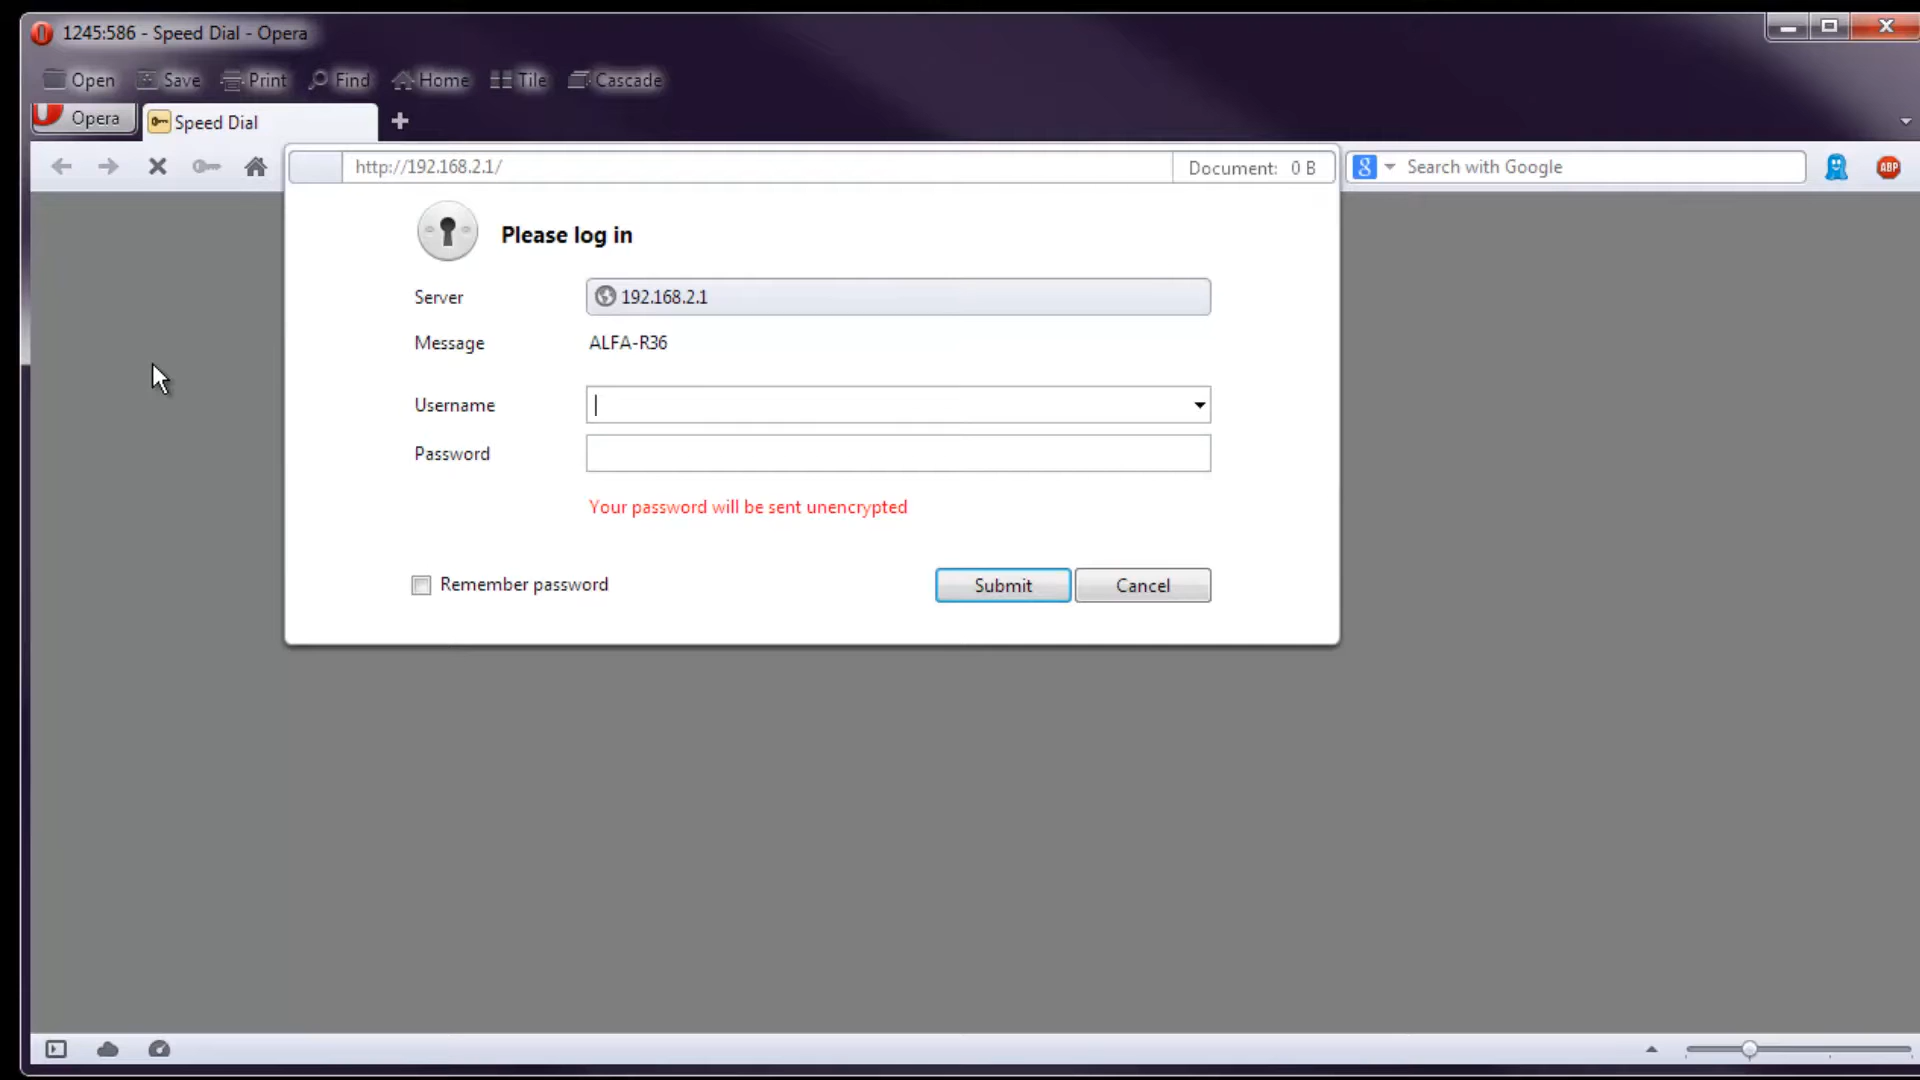 1245:586 - Speed Dial - Opera
Open Save Print Find Home Tile Cascade
Opera Speed Dial
http://192.168.2.1/ Document: 0 B Search with Google ABP
Please log in
Server 192.168.2.1
Message ALFA-R36
Username
Password
Your password will be sent unencrypted
Remember password Submit Cancel